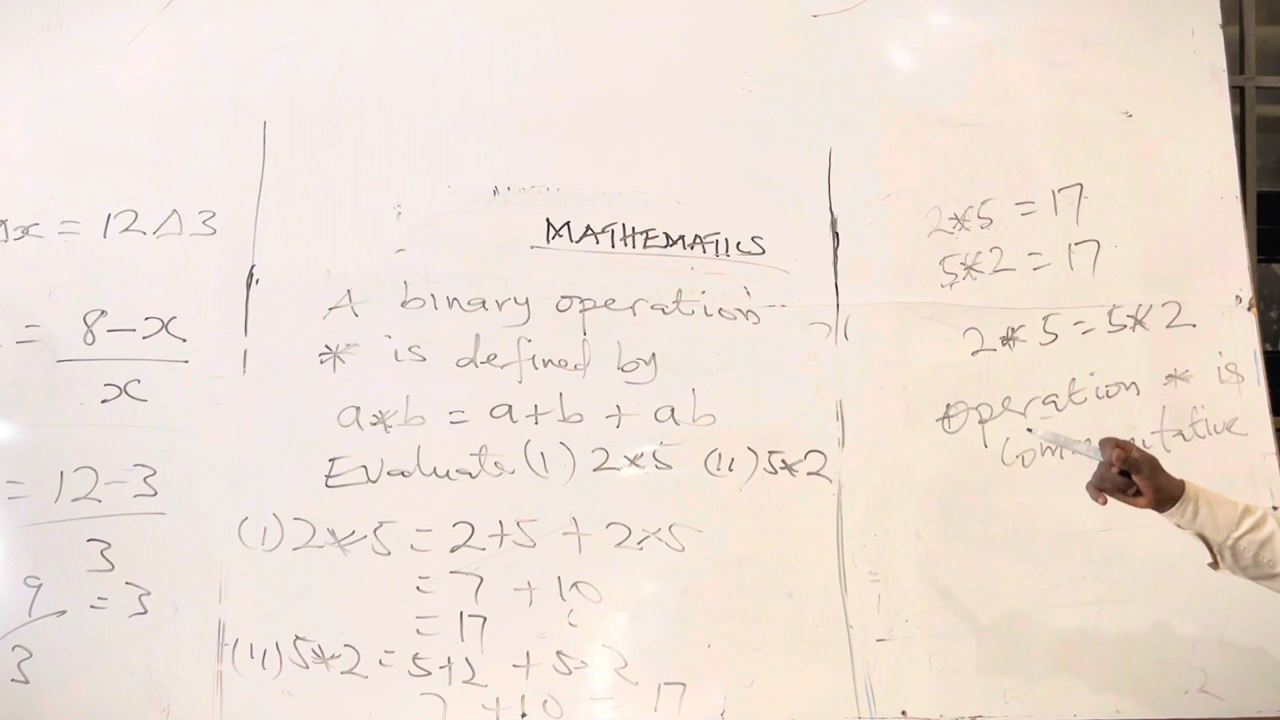 x = 12 Δ 3
= 8 - x
x
= 12 - 3
3
9 = 3
3
MATHEMATICS
A binary operation
* is defined by
a*b = a+b + ab
Evaluate (i) 2*5 (ii) 5*2
(i) 2*5 = 2+5 + 2×5
= 7 + 10
= 17
(ii) 5*2 = 5+2 + 5×2
7 + 10 = 17
2*5 = 17
5*2 = 17
2*5 = 5*2
Operation * is